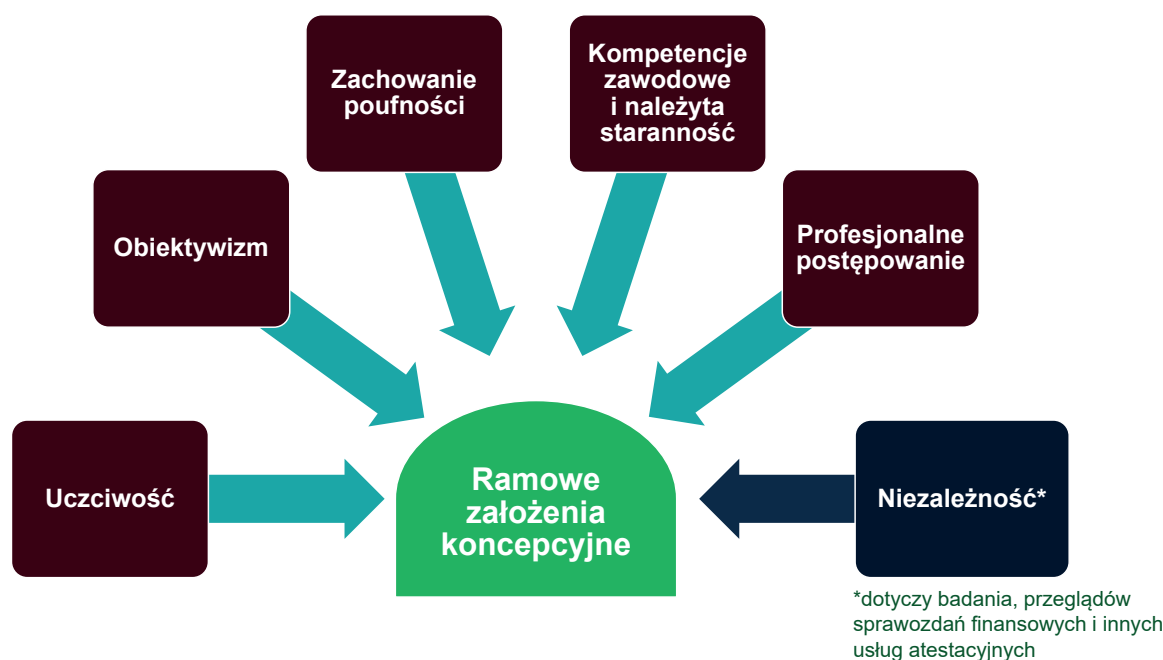 Kompetencje
zawodowe
i należyta
staranność
Zachowanie
poufności
Obiektywizm
Profesjonalne
postępowanie
Uczciwość
Ramowe
założenia
koncepcyjne
Niezależność*
*dotyczy badania, przeglądów
sprawozdań finansowych i innych
usług atestacyjnych